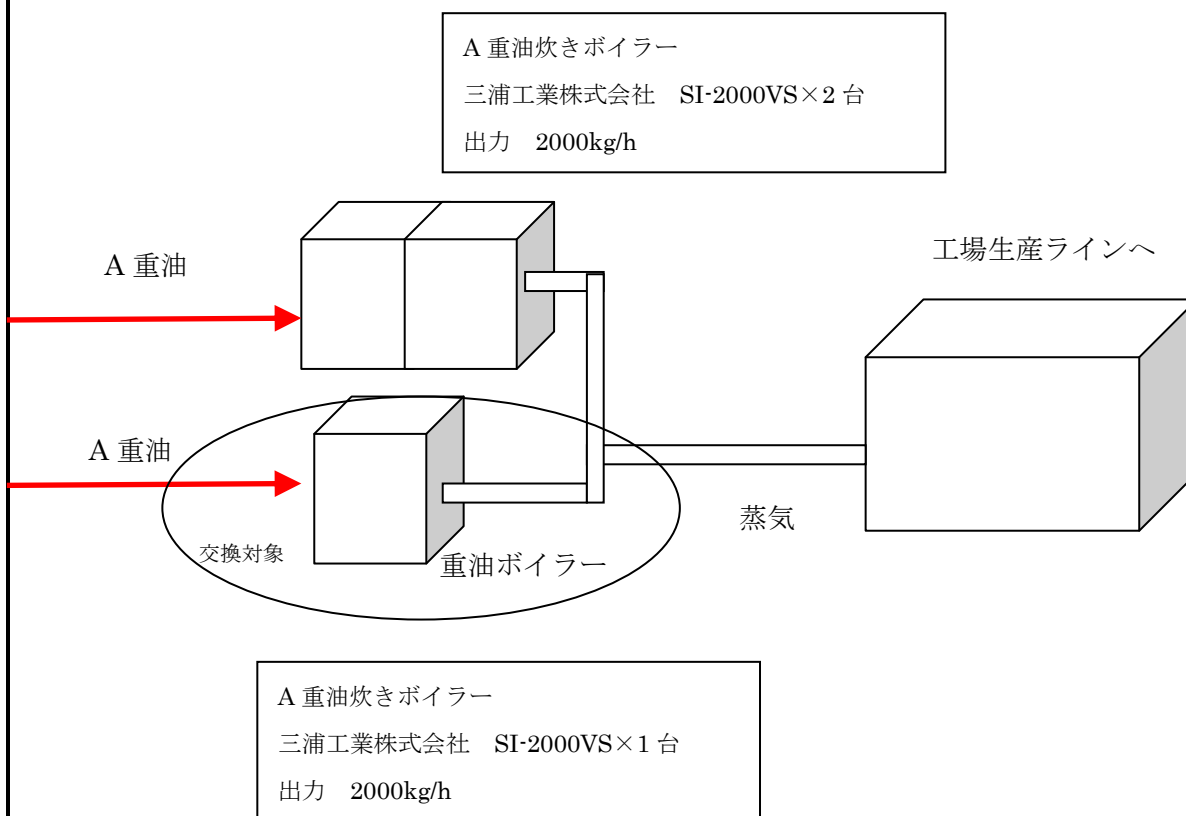 A 重油炊きボイラー
三浦工業株式会社　SI-2000VS×2 台
出力　2000kg/h
工場生産ラインへ
A 重油
A 重油
蒸気
交換対象
重油ボイラー
A 重油炊きボイラー
三浦工業株式会社　SI-2000VS×1 台
出力　2000kg/h